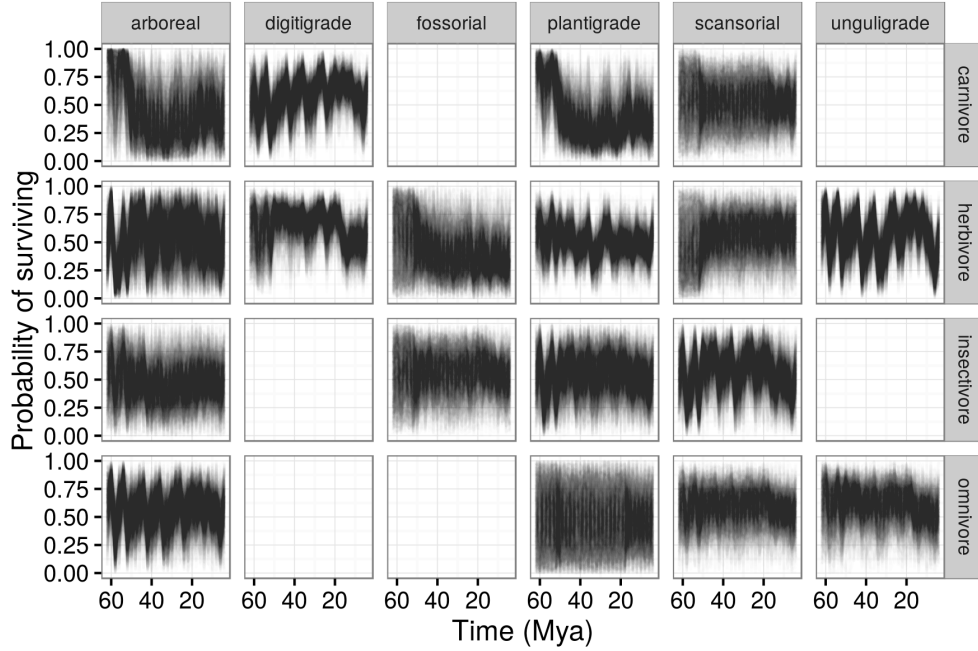 arboreal digitigrade fossorial plantigrade scansorial unguligrade
Probability of surviving
1.00
0.75
0.50
0.25
0.00
carnivore
1.00
0.75
0.50
0.25
0.00
herbivore
1.00
0.75
0.50
0.25
0.00
insectivore
1.00
0.75
0.50
0.25
0.00
omnivore
60 40 20 60 40 20 60 40 20 60 40 20 60 40 20 60 40 20
Time (Mya)